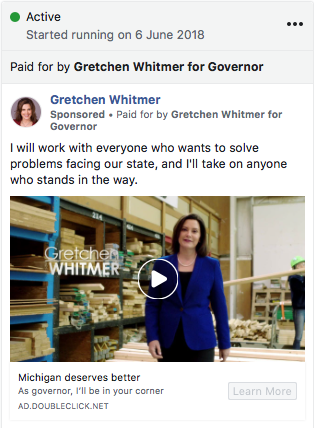 Active
Started running on 6 June 2018
Paid for by Gretchen Whitmer for Governor
Gretchen Whitmer
Sponsored • Paid for by Gretchen Whitmer for
Governor
I will work with everyone who wants to solve
problems facing our state, and I'll take on anyone
who stands in the way.
214
Gretchen
WHITMER
Michigan deserves better
As governor, I'll be in your corner
Learn More
AD.DOUBLECLICK.NET